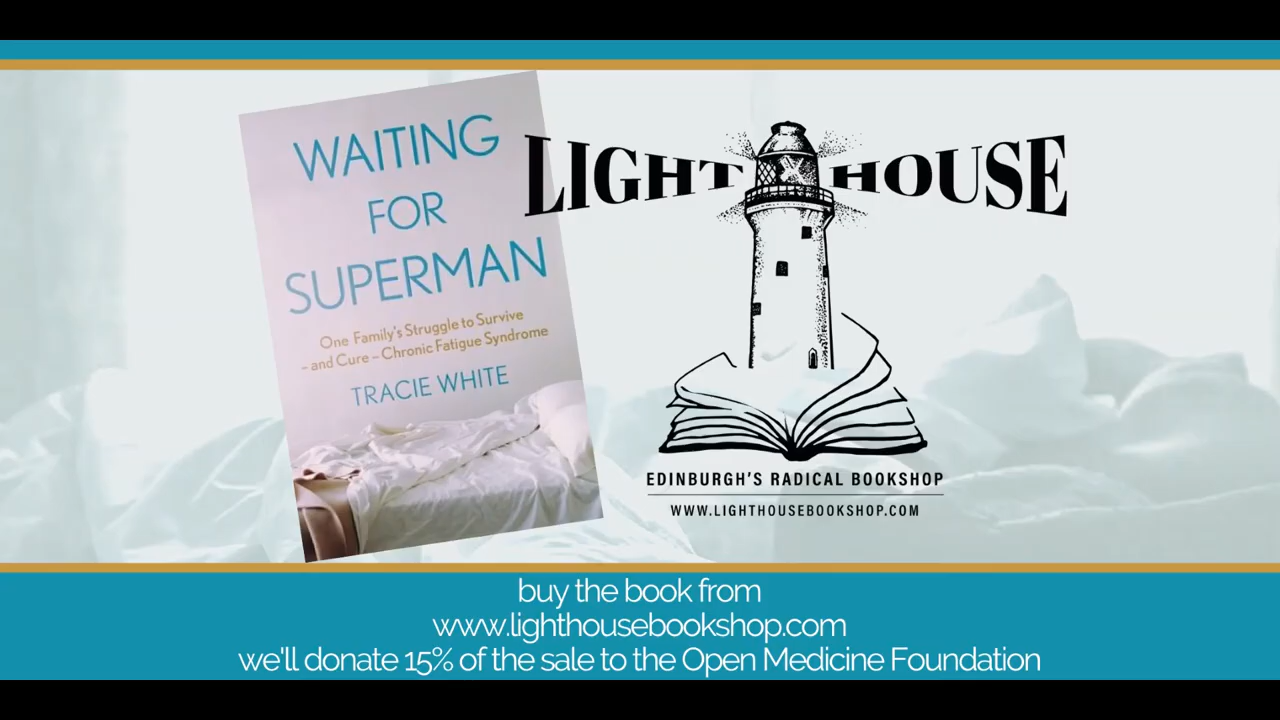 WAITING
FOR
SUPERMAN
One Family's Struggle to Survive
– and Cure – Chronic Fatigue Syndrome
TRACIE WHITE
LIGHTHOUSE
EDINBURGH'S RADICAL BOOKSHOP
WWW.LIGHTHOUSEBOOKSHOP.COM
buy the book from
www.lighthousebookshop.com
we'll donate 15% of the sale to the Open Medicine Foundation